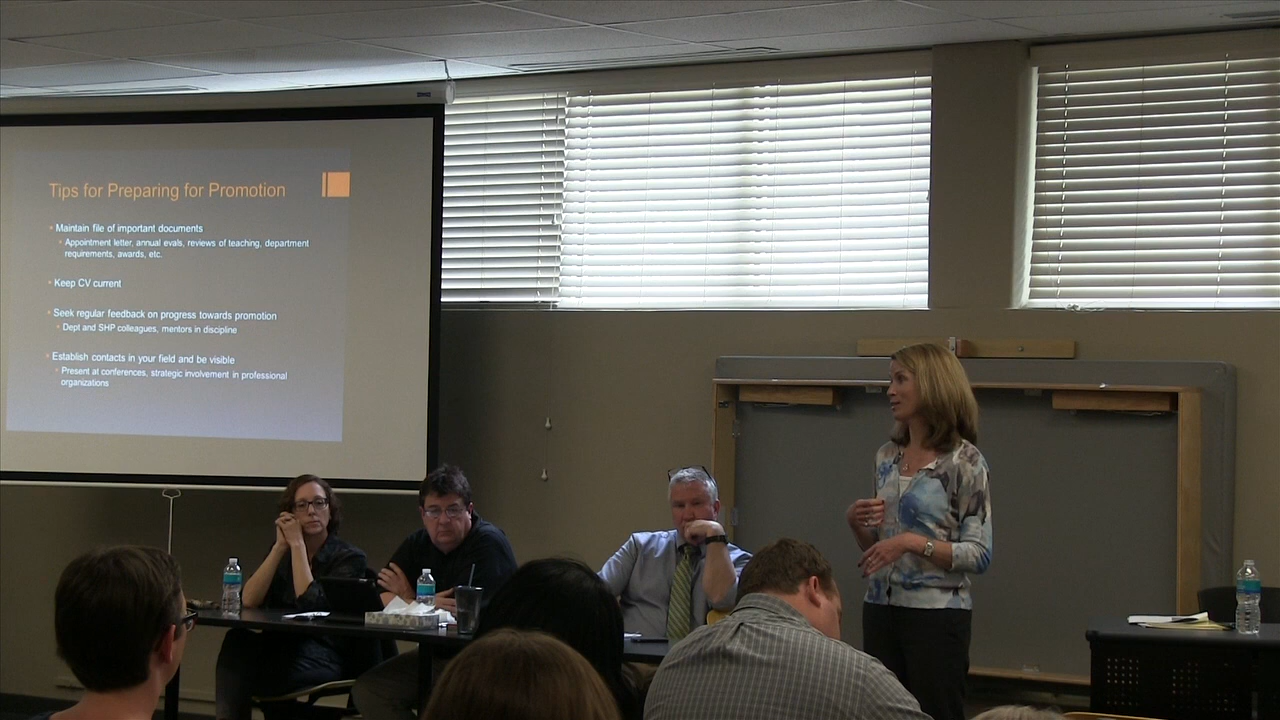 Tips for Preparing for Promotion
Maintain file of important documents
Appointment letter, annual evals, reviews of teaching, department
requirements, awards, etc.
Keep CV current
Seek regular feedback on progress towards promotion
Dept and SHP colleagues, mentors in discipline
Establish contacts in your field and be visible
Present at conferences, strategic involvement in professional
organizations